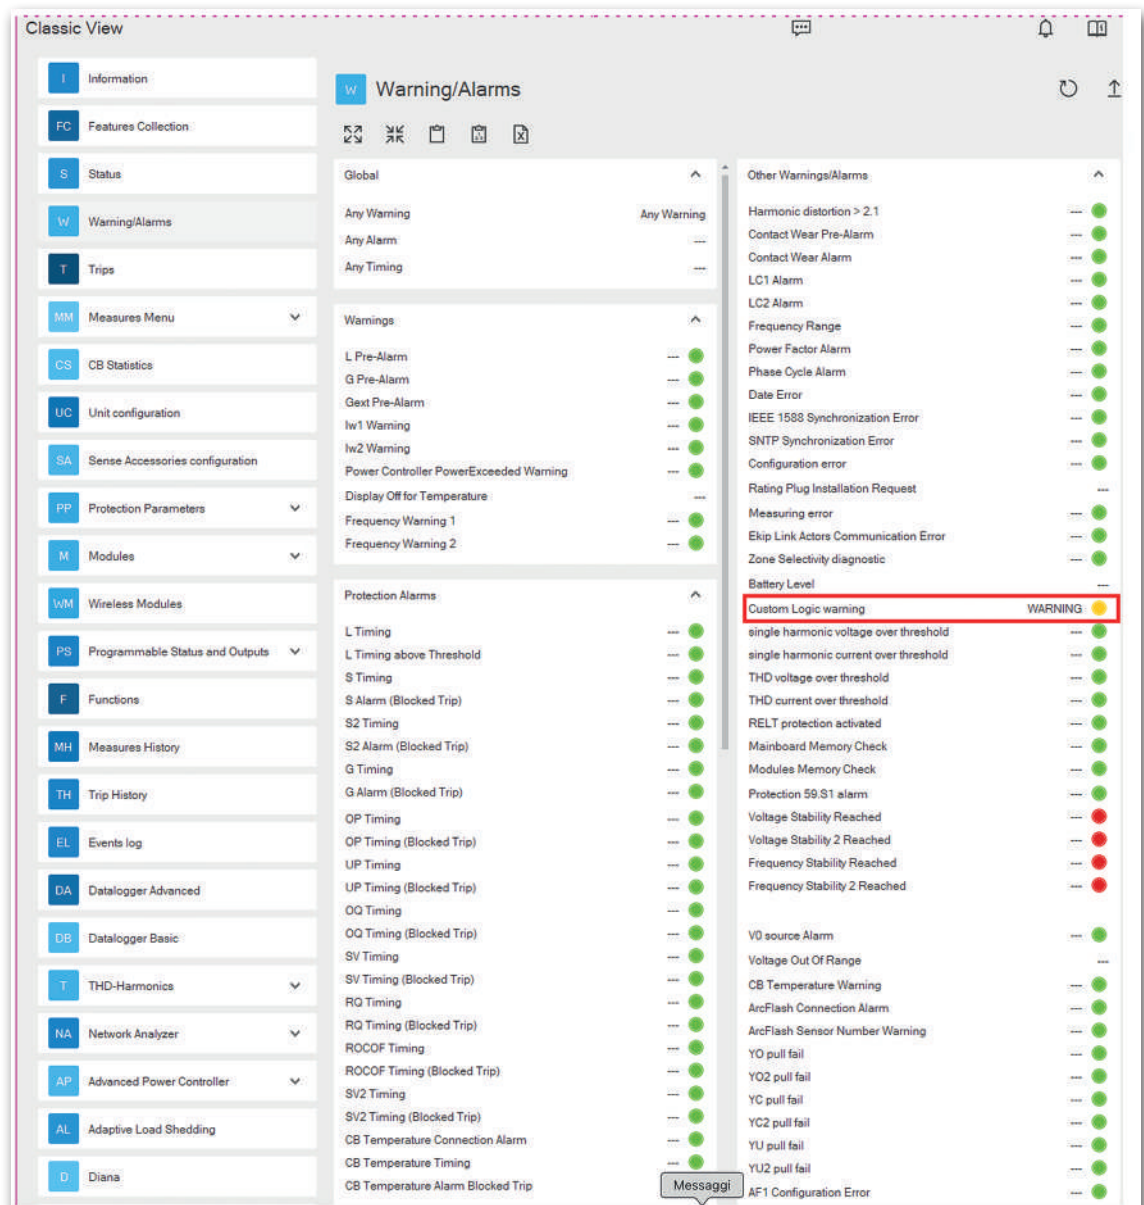 Classic View
I Information
FC Features Collection
S Status
W Warning/Alarms
T Trips
MM Measures Menu
CS CB Statistics
UC Unit configuration
SA Sense Accessories configuration
PP Protection Parameters
M Modules
WM Wireless Modules
PS Programmable Status and Outputs
F Functions
MH Measures History
TH Trip History
EL Events log
DA Datalogger Advanced
DB Datalogger Basic
T THD-Harmonics
NA Network Analyzer
AP Advanced Power Controller
AL Adaptive Load Shedding
D Diana
W Warning/Alarms
Global
Any Warning Any Warning
Any Alarm ---
Any Timing ---
Warnings
L Pre-Alarm ---
G Pre-Alarm ---
Gext Pre-Alarm ---
Iw1 Warning ---
Iw2 Warning ---
Power Controller PowerExceeded Warning ---
Display Off for Temperature ---
Frequency Warning 1 ---
Frequency Warning 2 ---
Protection Alarms
L Timing ---
L Timing above Threshold ---
S Timing ---
S Alarm (Blocked Trip) ---
S2 Timing ---
S2 Alarm (Blocked Trip) ---
G Timing ---
G Alarm (Blocked Trip) ---
OP Timing ---
OP Timing (Blocked Trip) ---
UP Timing ---
UP Timing (Blocked Trip) ---
OQ Timing ---
OQ Timing (Blocked Trip) ---
SV Timing ---
SV Timing (Blocked Trip) ---
RQ Timing ---
RQ Timing (Blocked Trip) ---
ROCOF Timing ---
ROCOF Timing (Blocked Trip) ---
SV2 Timing ---
SV2 Timing (Blocked Trip) ---
CB Temperature Connection Alarm ---
CB Temperature Timing ---
CB Temperature Alarm Blocked Trip
Messaggi
Other Warnings/Alarms
Harmonic distortion > 2.1 ---
Contact Wear Pre-Alarm ---
Contact Wear Alarm ---
LC1 Alarm ---
LC2 Alarm ---
Frequency Range ---
Power Factor Alarm ---
Phase Cycle Alarm ---
Date Error ---
IEEE 1588 Synchronization Error ---
SNTP Synchronization Error ---
Configuration error ---
Rating Plug Installation Request ---
Measuring error ---
Ekip Link Actors Communication Error ---
Zone Selectivity diagnostic ---
Battery Level ---
Custom Logic warning WARNING
single harmonic voltage over threshold ---
single harmonic current over threshold ---
THD voltage over threshold ---
THD current over threshold ---
RELT protection activated ---
Mainboard Memory Check ---
Modules Memory Check ---
Protection 59.S1 alarm ---
Voltage Stability Reached ---
Voltage Stability 2 Reached ---
Frequency Stability Reached ---
Frequency Stability 2 Reached ---
V0 source Alarm ---
Voltage Out Of Range ---
CB Temperature Warning ---
ArcFlash Connection Alarm ---
ArcFlash Sensor Number Warning ---
YO pull fail ---
YO2 pull fail ---
YC pull fail ---
YC2 pull fail ---
YU pull fail ---
YU2 pull fail ---
AF1 Configuration Error ---